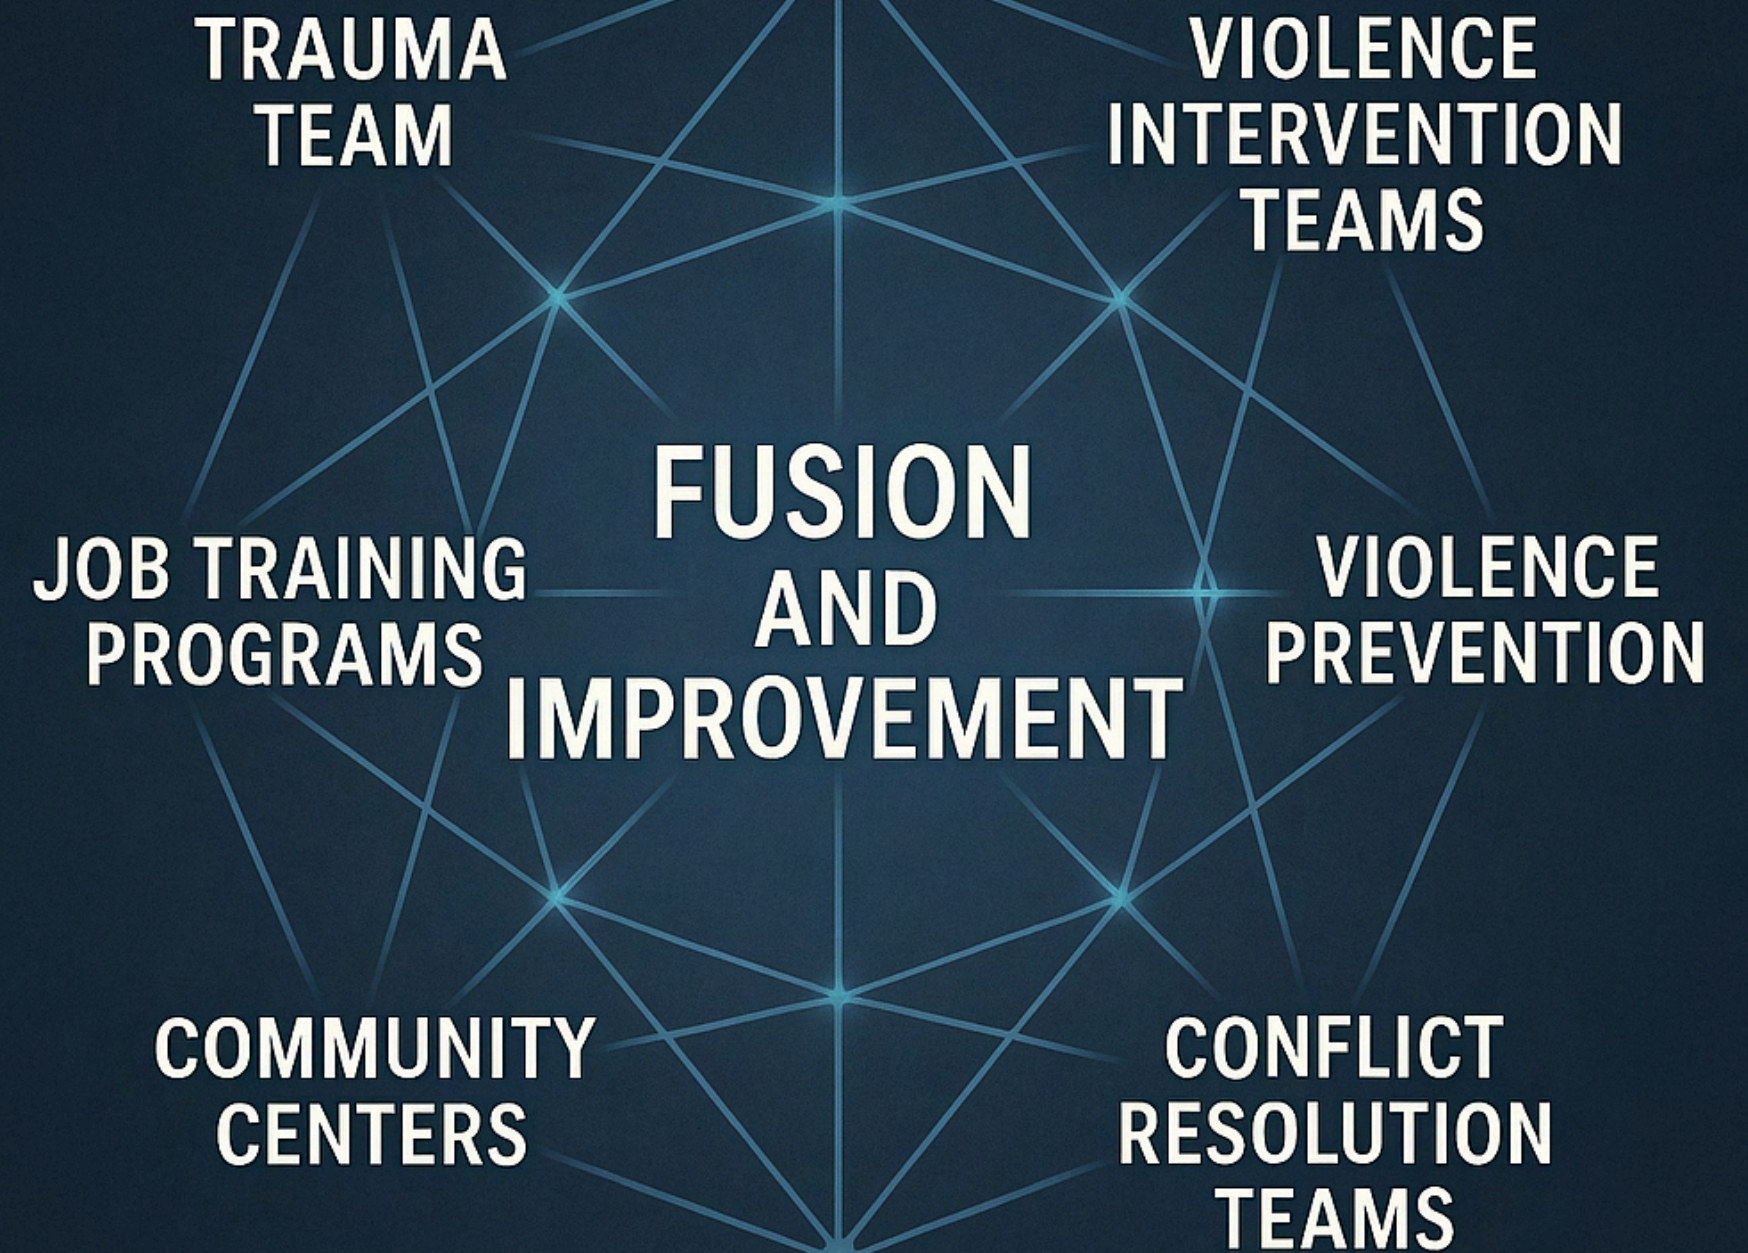 TRAUMA
TEAM
VIOLENCE
INTERVENTION
TEAMS
FUSION
AND
IMPROVEMENT
JOB TRAINING
PROGRAMS
VIOLENCE
PREVENTION
COMMUNITY
CENTERS
CONFLICT
RESOLUTION
TEAMS